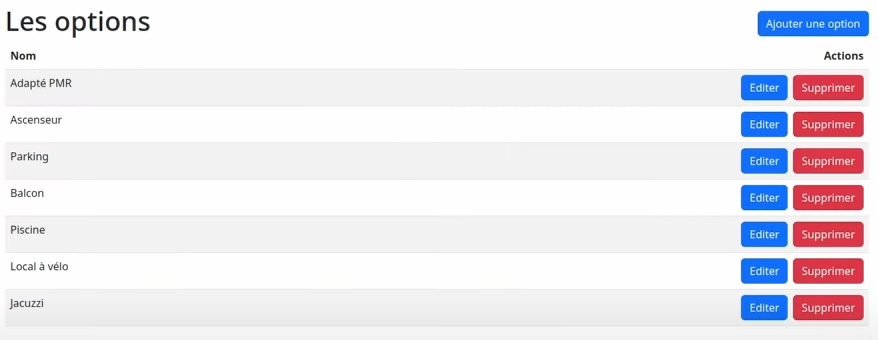 Les options
Ajouter une option
Nom Actions
Adapté PMR Editer Supprimer
Ascenseur Editer Supprimer
Parking Editer Supprimer
Balcon Editer Supprimer
Piscine Editer Supprimer
Local à vélo Editer Supprimer
Jacuzzi Editer Supprimer